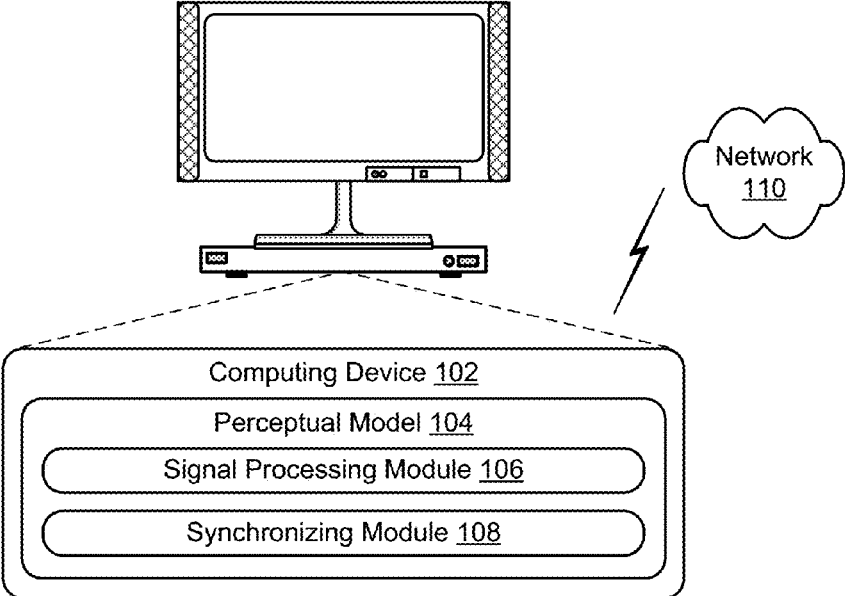 Network
110
Computing Device 102
Perceptual Model 104
Signal Processing Module 106
Synchronizing Module 108